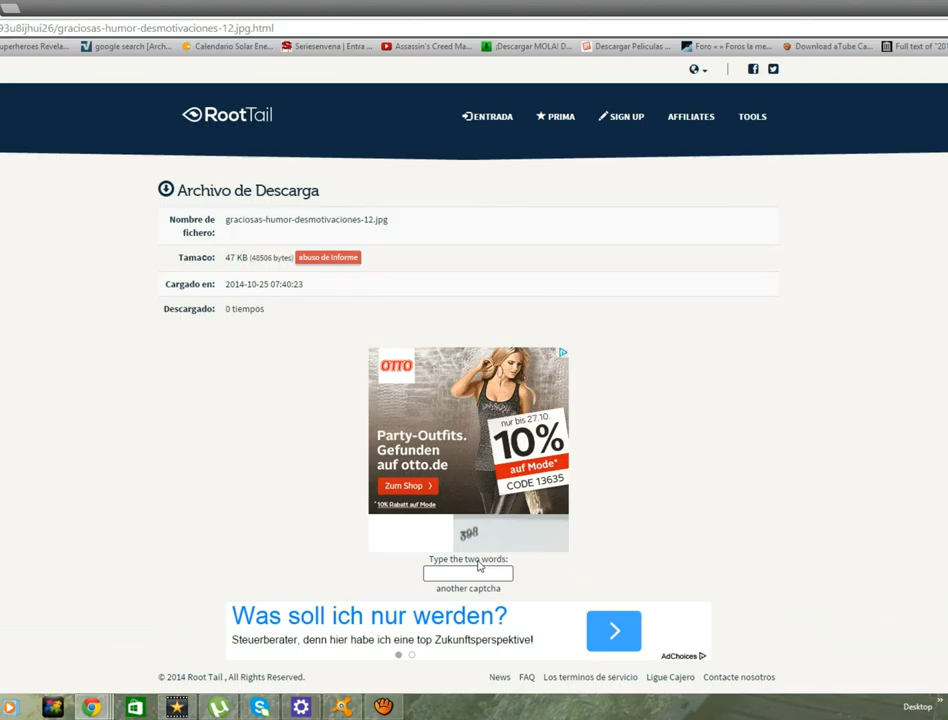 93u8ijhui26/graciosas-humor-desmotivaciones-12.jpg.html
uperheroes Revela... google search [Arch... Calendario Solar Ene... Seriesenvena | Entra ... Assassin's Creed Ma... ¡Descargar MOLA! D... Descargar Peliculas ... Foro « » Foros la me... Download aTube Ca... Full text of "20
RootTail
ENTRADA PRIMA SIGN UP AFFILIATES TOOLS
Archivo de Descarga
Nombre de fichero: graciosas-humor-desmotivaciones-12.jpg
Tamaсo: 47 KB (48506 bytes) abuso de Informe
Cargado en: 2014-10-25 07:40:23
Descargado: 0 tiempos
OTTO
nur bis 27.10.
10%
auf Mode*
CODE 13635
Party-Outfits.
Gefunden
auf otto.de
Zum Shop
*10% Rabatt auf Mode
398
Type the two words:
another captcha
Was soll ich nur werden?
Steuerberater, denn hier habe ich eine top Zukunftsperspektive!
AdChoices
© 2014 Root Tail , All Rights Reserved.
News FAQ Los terminos de servicio Ligue Cajero Contacte nosotros
Desktop